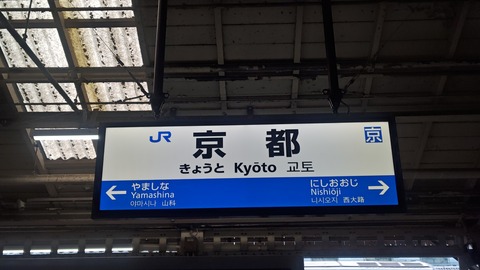 JR 京都 京
きょうと Kyōto 교토
← やましな にしおおじ →
Yamashina Nishiōji
야마시나 山科 니시오지 西大路